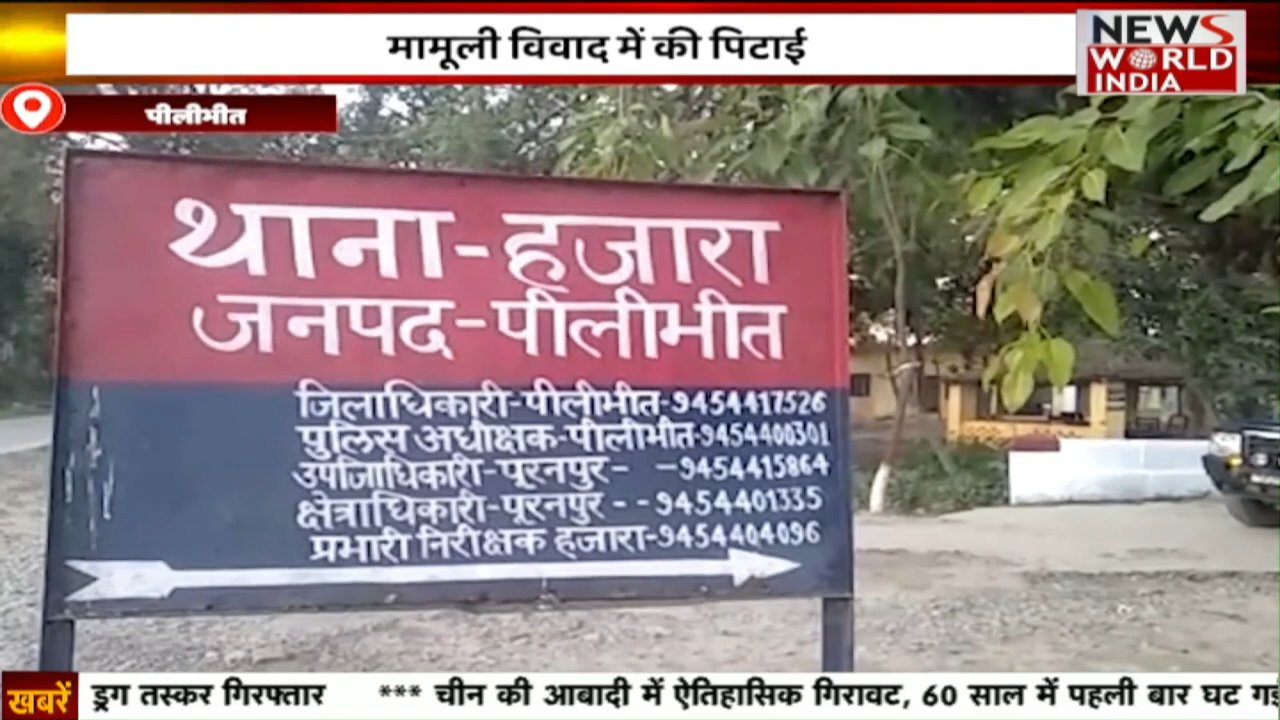 मामूली विवाद में की पिटाई
NEWS
WORLD
INDIA
पीलीभीत
थाना-हजारा
जनपद-पीलीभीत
जिलाधिकारी-पीलीभीत-9454417526
पुलिस अधीक्षक-पीलीभीत-9454400301
उपजिाधिकारी-पूरनपुर- -9454415864
क्षेत्राधिकारी-पूरनपुर--9454401335
प्रभारी निरीक्षक हजारा-9454404096
खबरें ड्रग तस्कर गिरफ्तार *** चीन की आबादी में ऐतिहासिक गिरावट, 60 साल में पहली बार घट